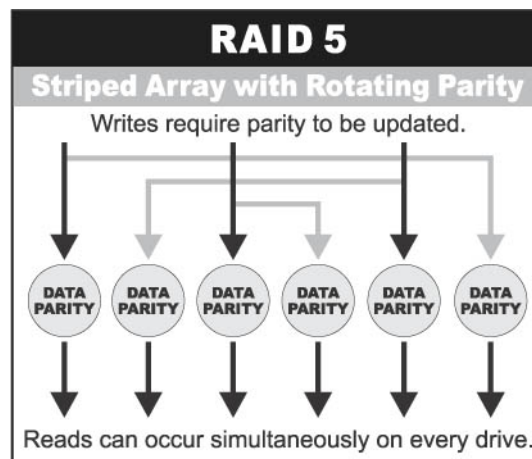 RAID 5
Striped Array with Rotating Parity
Writes require parity to be updated.
DATA PARITY
DATA PARITY
DATA PARITY
DATA PARITY
DATA PARITY
DATA PARITY
Reads can occur simultaneously on every drive.